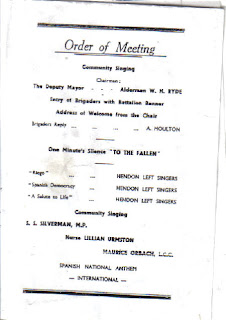 Order of Meeting
Community Singing
Chairman:
The Deputy Mayor . . . Alderman W. H. RYDE
Entry of Brigaders with Battalion Banner
Address of Welcome from the Chair
Brigaders Reply ... ... ... A. MOULTON
One Minute's Silence "TO THE FALLEN"
... ... HENDON LEFT SINGERS
"Spanish Democracy ... HENDON LEFT SINGERS
"A Salute to Life" ... ... HENDON LEFT SINGERS
Community Singing
S. S. SILVERMAN, M.P.
Nurse LILLIAN URMSTON
MAURICE ORBACH, L.C.C.
SPANISH NATIONAL ANTHEM
— INTERNATIONAL —